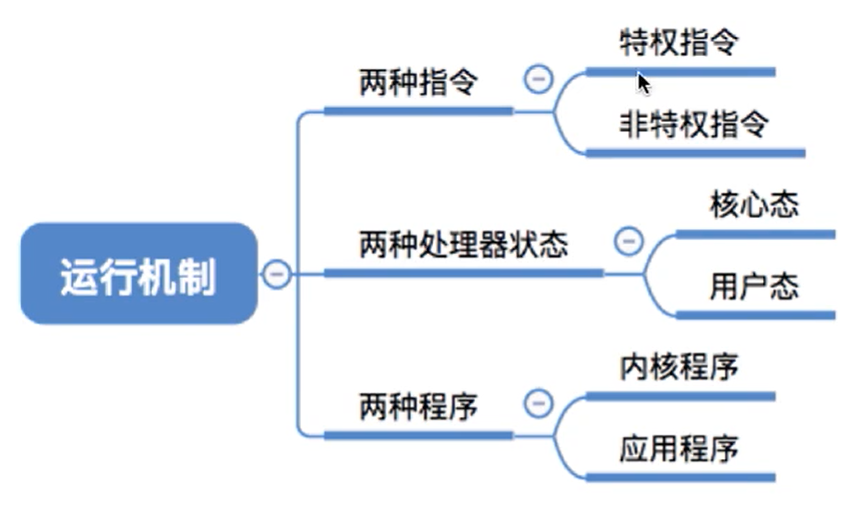 运行机制
两种指令
特权指令
非特权指令
两种处理器状态
核心态
用户态
两种程序
内核程序
应用程序